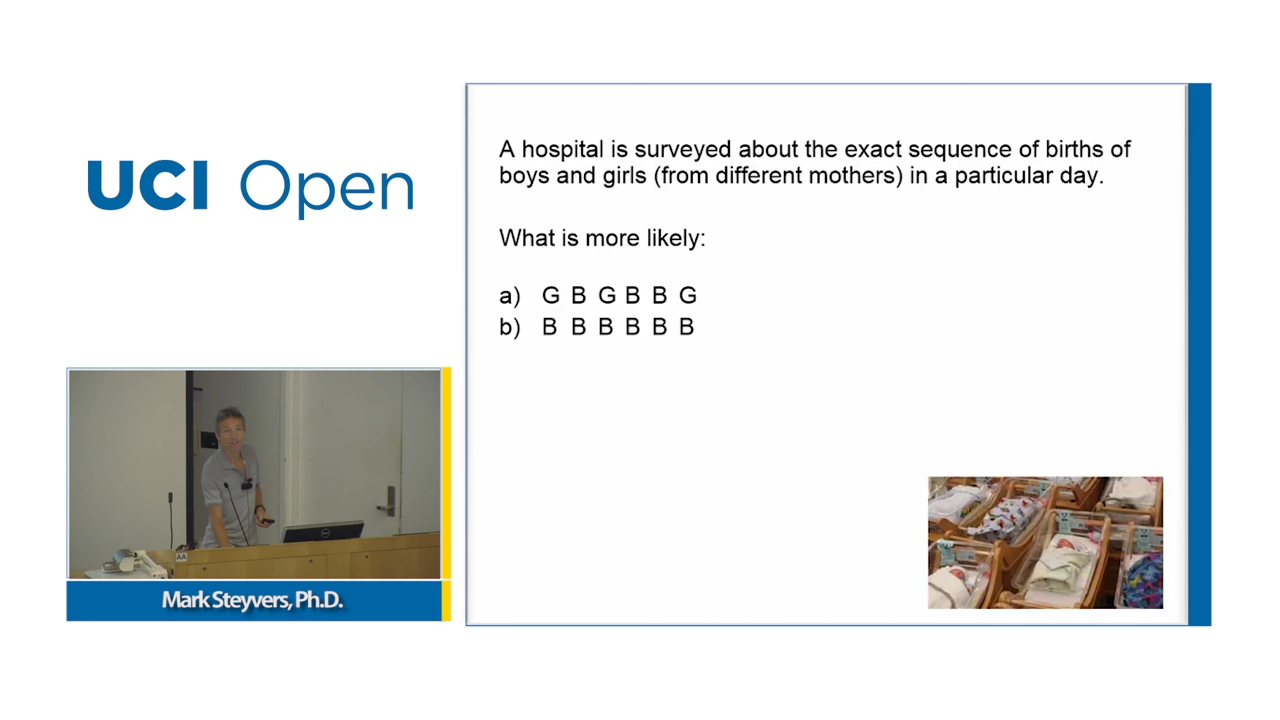 UCI Open
A hospital is surveyed about the exact sequence of births of
boys and girls (from different mothers) in a particular day.
What is more likely:
a) G B G B B G
b) B B B B B B
AA
Mark Steyvers, Ph.D.